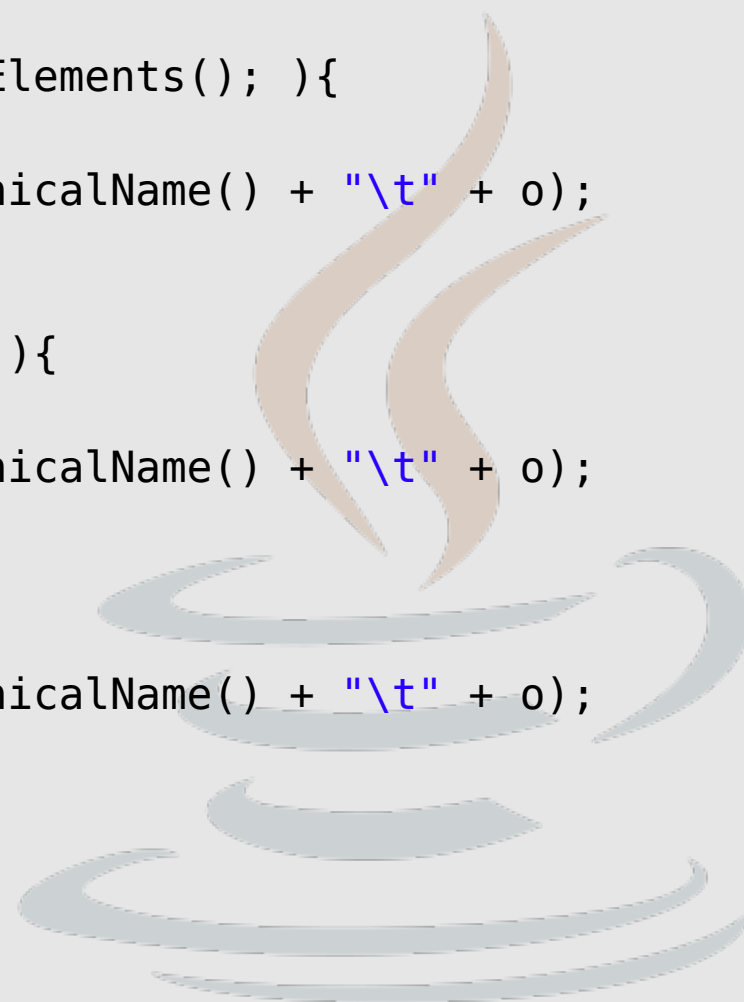 Elements(); ){
nicalName() + "\t" + o);
){
nicalName() + "\t" + o);
nicalName() + "\t" + o);